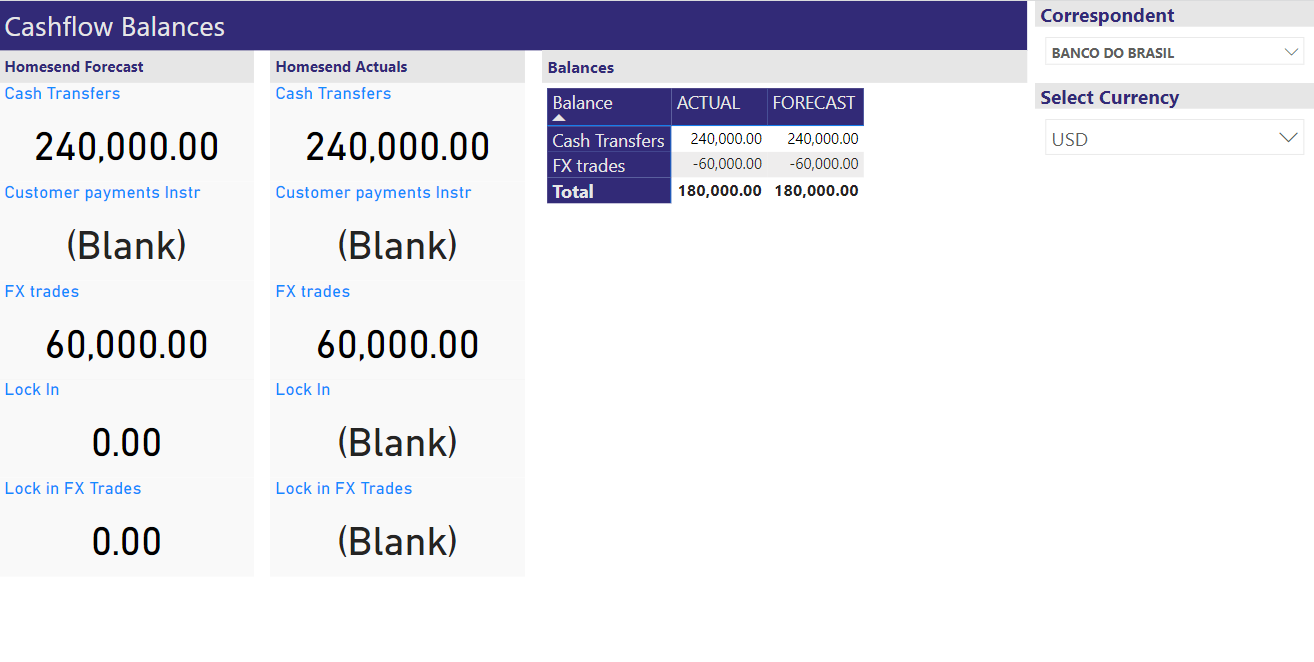 Cashflow Balances
Homesend Forecast
Cash Transfers
240,000.00
Customer payments Instr
(Blank)
FX trades
60,000.00
Lock In
0.00
Lock in FX Trades
0.00
Homesend Actuals
Cash Transfers
240,000.00
Customer payments Instr
(Blank)
FX trades
60,000.00
Lock In
(Blank)
Lock in FX Trades
(Blank)
Balances
Balance ACTUAL FORECAST
Cash Transfers 240,000.00 240,000.00
FX trades -60,000.00 -60,000.00
Total 180,000.00 180,000.00
Correspondent
BANCO DO BRASIL
Select Currency
USD